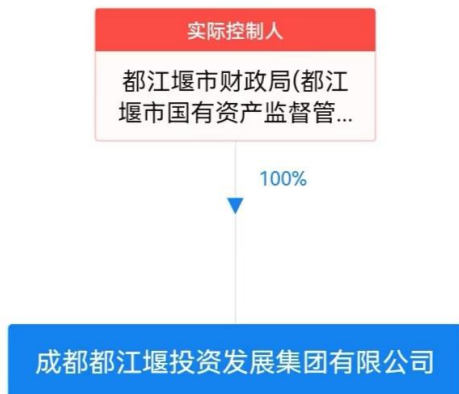 实际控制人
都江堰市财政局(都江
堰市国有资产监督管...
100%
成都都江堰投资发展集团有限公司